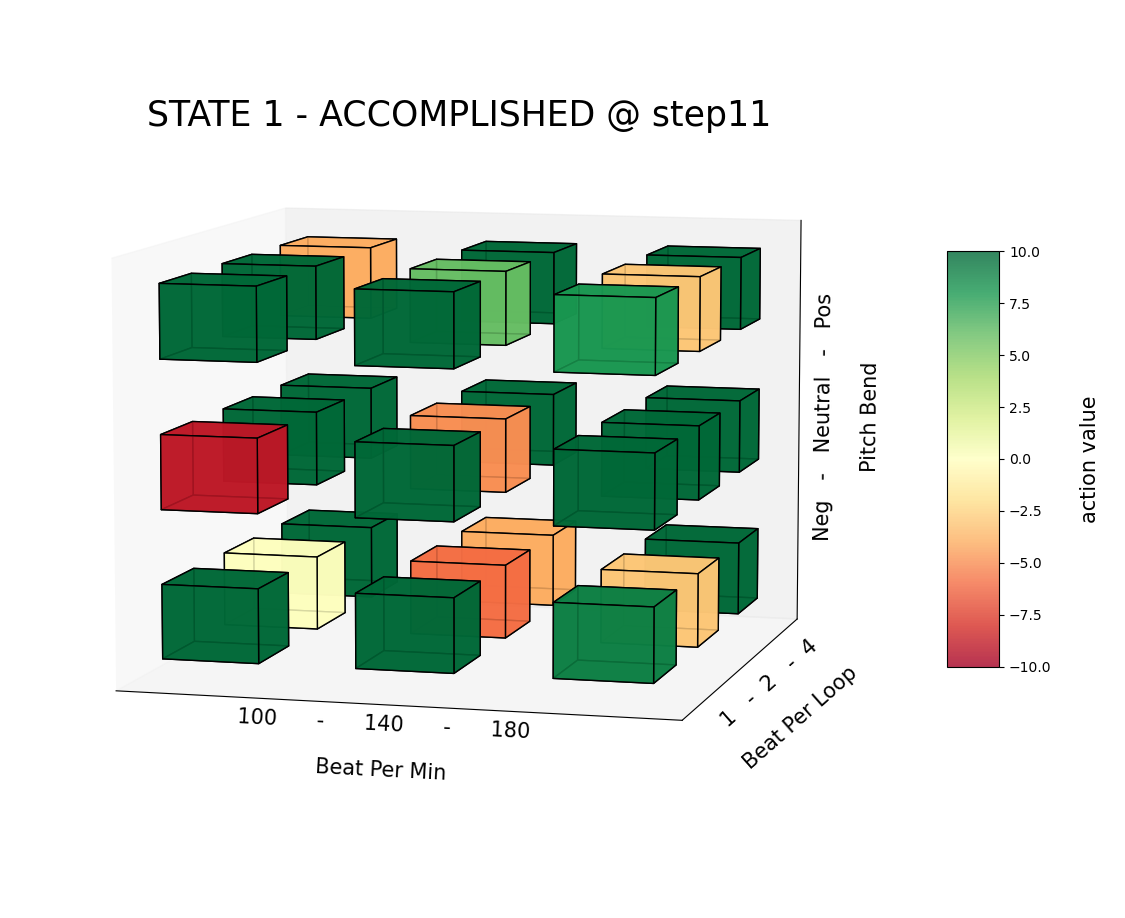 STATE 1 - ACCOMPLISHED @ step11
Neg - Neutral - Pos
Pitch Bend
100 - 140 - 180
Beat Per Min
1 - 2 - 4
Beat Per Loop
10.0
7.5
5.0
2.5
0.0
−2.5
−5.0
−7.5
−10.0
action value